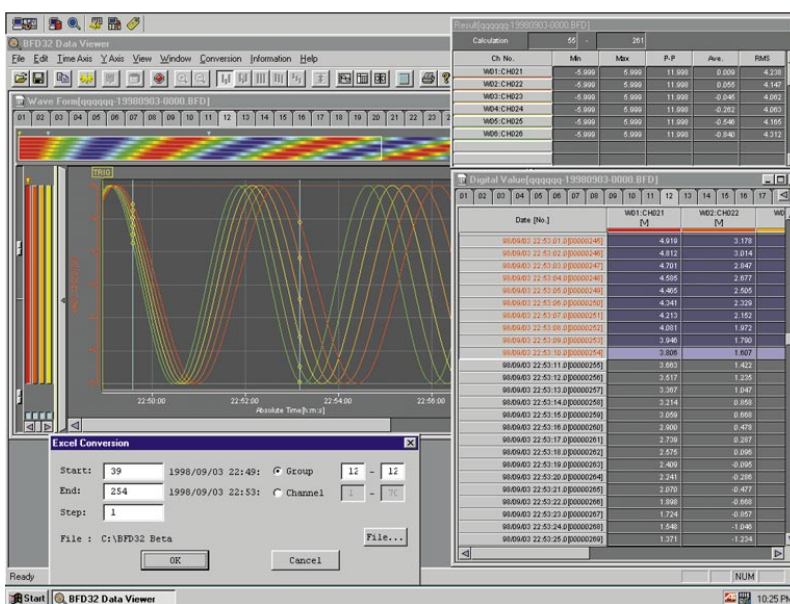 BFD32 Data Viewer
File Edit Time Axis Y Axis View Window Conversion Information Help
Wave Form[qqqqqq-19980903-0000.BFD]
01 02 03 04 05 06 07 08 09 10 11 12 13 14 15 16 17 18 19 20 21 22 23
TRIG
22:50:00 22:52:00 22:54:00 22:56:00
Absolute Time[h:m:s]
Result[qqqqqq-19980903-0000.BFD]
Calculation 55 - 261
Ch No. Min Max P-P Ave. RMS
W01:CH021 -5.999 5.999 11.998 0.009 4.238
W02:CH022 -5.999 5.999 11.998 0.055 4.147
W03:CH023 -5.999 5.999 11.998 -0.045 4.062
W04:CH024 -5.999 5.999 11.998 -0.262 4.063
W05:CH025 -5.999 5.999 11.998 -0.546 4.165
W06:CH026 -5.999 5.999 11.998 -0.840 4.312
Digital Value[qqqqqq-19980903-0000.BFD]
01 02 03 04 05 06 07 08 09 10 11 12 13 14 15 16 17
Date [No.] W01:CH021 W02:CH022
[V] [V]
98/09/03 22:53:01.0[00000245] 4.919 3.178
98/09/03 22:53:02.0[00000246] 4.812 3.014
98/09/03 22:53:03.0[00000247] 4.701 2.847
98/09/03 22:53:04.0[00000248] 4.585 2.677
98/09/03 22:53:05.0[00000249] 4.465 2.505
98/09/03 22:53:06.0[00000250] 4.341 2.329
98/09/03 22:53:07.0[00000251] 4.213 2.152
98/09/03 22:53:08.0[00000252] 4.081 1.972
98/09/03 22:53:09.0[00000253] 3.946 1.790
98/09/03 22:53:10.0[00000254] 3.806 1.607
98/09/03 22:53:11.0[00000255] 3.663 1.422
98/09/03 22:53:12.0[00000256] 3.517 1.235
98/09/03 22:53:13.0[00000257] 3.367 1.047
98/09/03 22:53:14.0[00000258] 3.214 0.858
98/09/03 22:53:15.0[00000259] 3.059 0.668
98/09/03 22:53:16.0[00000260] 2.900 0.478
98/09/03 22:53:17.0[00000261] 2.739 0.287
98/09/03 22:53:18.0[00000262] 2.575 0.096
98/09/03 22:53:19.0[00000263] 2.409 -0.095
98/09/03 22:53:20.0[00000264] 2.241 -0.286
98/09/03 22:53:21.0[00000265] 2.070 -0.477
98/09/03 22:53:22.0[00000266] 1.898 -0.668
98/09/03 22:53:23.0[00000267] 1.724 -0.857
98/09/03 22:53:24.0[00000268] 1.548 -1.046
98/09/03 22:53:25.0[00000269] 1.371 -1.234
Excel Conversion
Start: 39 1998/09/03 22:49: Group 12 - 12
End: 254 1998/09/03 22:53: Channel 1 - 70
Step: 1
File : C:\BFD32 Beta File...
OK Cancel
Ready NUM
Start BFD32 Data Viewer 10:25 PM